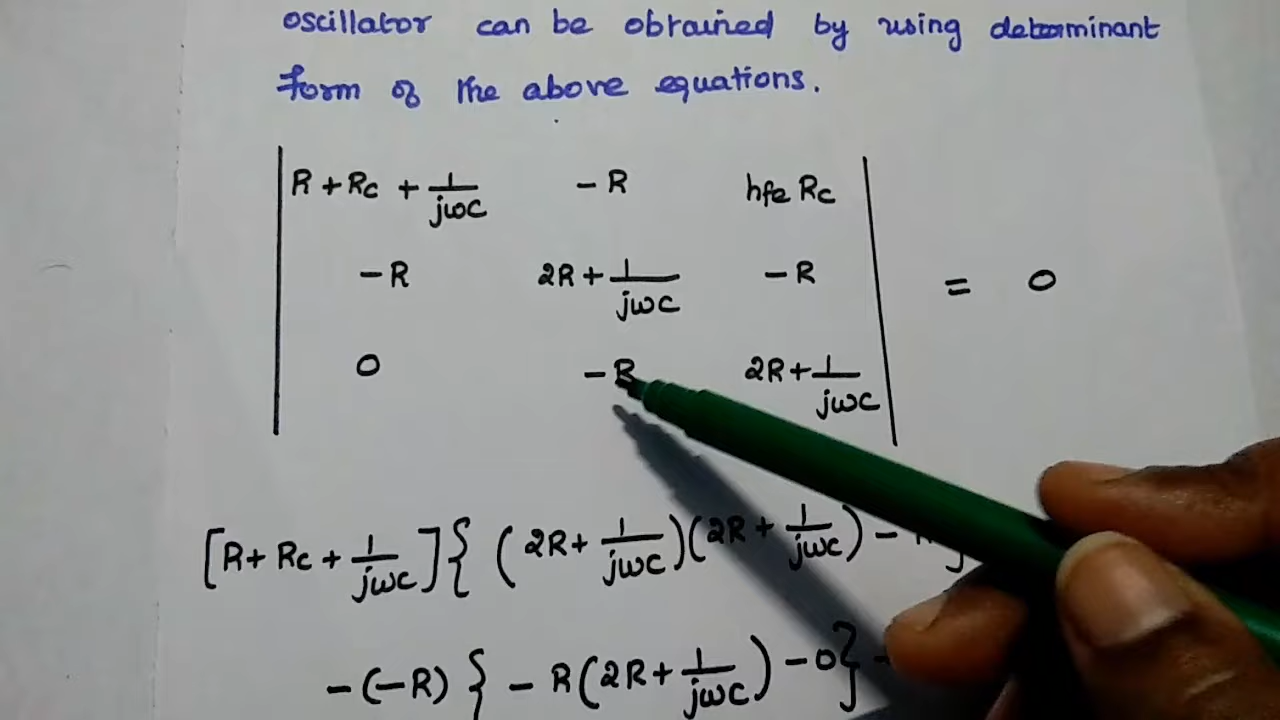 oscillator can be obtained by using determinant
form of the above equations.
| R + Rc + 1/jωc   - R   hfe Rc |
| - R   2R + 1/jωc   - R | = 0
| 0   - R   2R + 1/jωc |
[R + Rc + 1/jωc] { (2R + 1/jωc)(2R + 1/jωc) -
- (-R) { - R (2R + 1/jωc) - 0}